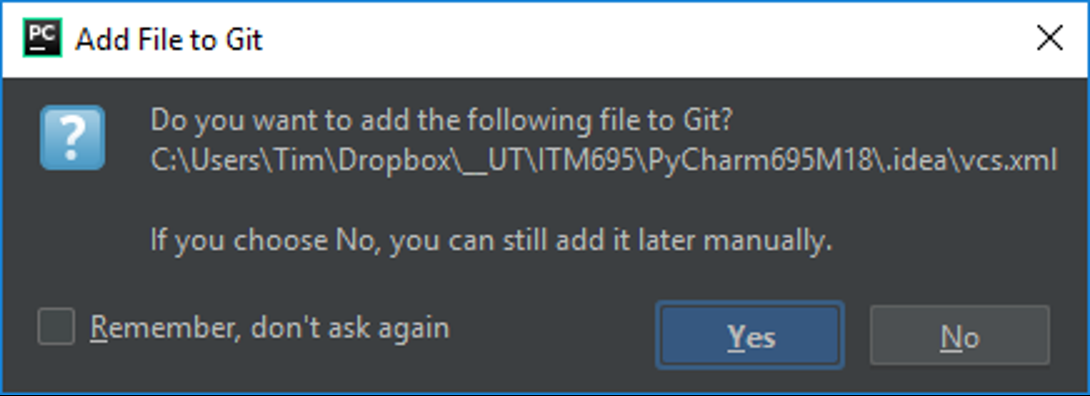 PC
Add File to Git
?
Do you want to add the following file to Git?
C:\Users\Tim\Dropbox\__UT\ITM695\PyCharm695M18\.idea\vcs.xml
If you choose No, you can still add it later manually.
Remember, don't ask again
Yes
No